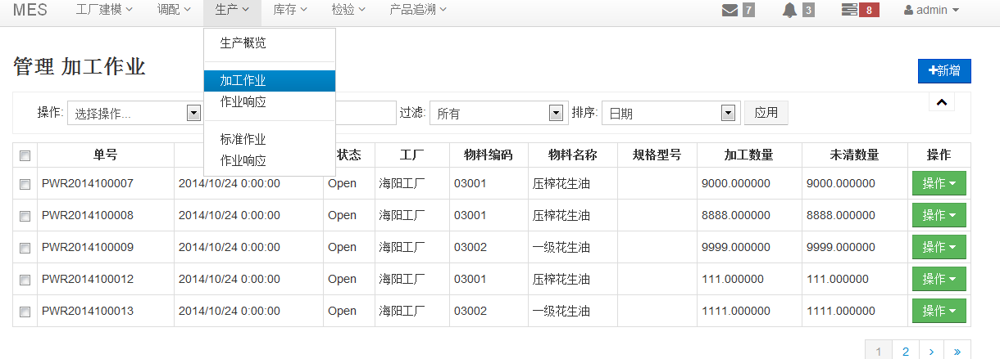 MES 工厂建模 调配 生产 库存 检验 产品追溯 7 3 8 admin
生产概览
加工作业
作业响应
标准作业
作业响应
管理 加工作业
新增
操作: 选择操作... 过滤: 所有 排序: 日期 应用
单号 状态 工厂 物料编码 物料名称 规格型号 加工数量 未清数量 操作
PWR2014100007 2014/10/24 0:00:00 Open 海阳工厂 03001 压榨花生油 9000.000000 9000.000000 操作
PWR2014100008 2014/10/24 0:00:00 Open 海阳工厂 03001 压榨花生油 8888.000000 8888.000000 操作
PWR2014100009 2014/10/24 0:00:00 Open 海阳工厂 03002 一级花生油 9999.000000 9999.000000 操作
PWR2014100012 2014/10/24 0:00:00 Open 海阳工厂 03001 压榨花生油 111.000000 111.000000 操作
PWR2014100013 2014/10/24 0:00:00 Open 海阳工厂 03002 一级花生油 1111.000000 1111.000000 操作
1 2 › »